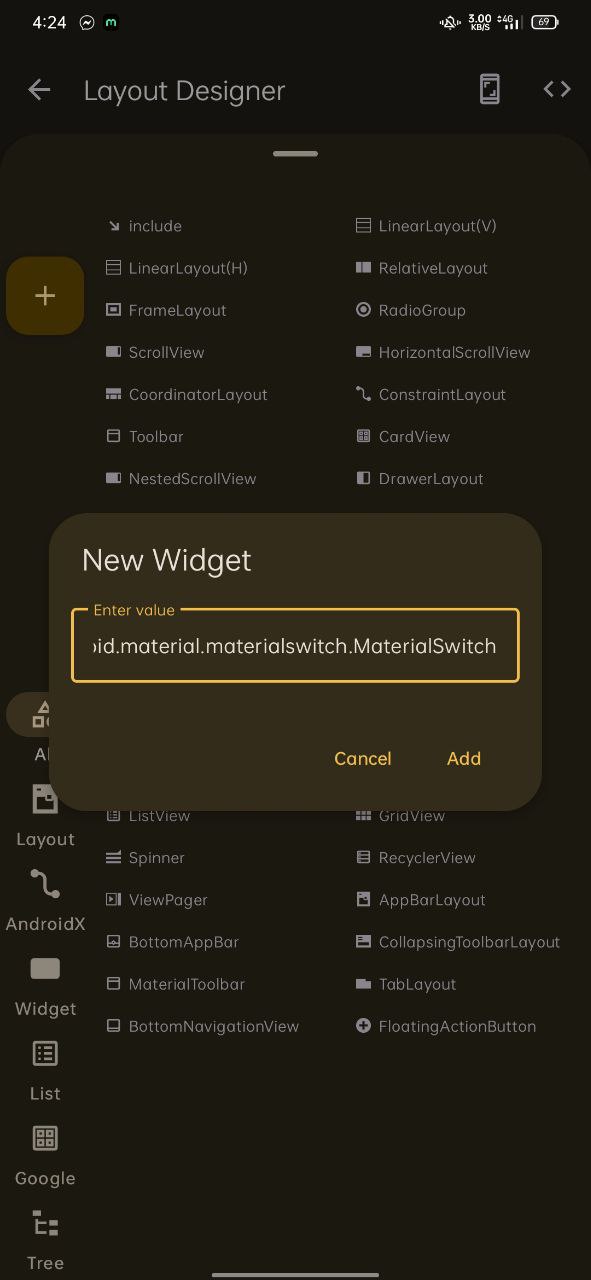 4:24
3.00
KB/S
4G
69
Layout Designer
include
LinearLayout(V)
LinearLayout(H)
RelativeLayout
FrameLayout
RadioGroup
ScrollView
HorizontalScrollView
CoordinatorLayout
ConstraintLayout
Toolbar
CardView
NestedScrollView
DrawerLayout
New Widget
Enter value
oid.material.materialswitch.MaterialSwitch
Cancel
Add
Layout
AndroidX
Widget
List
Google
Tree
ListView
GridView
Spinner
RecyclerView
ViewPager
AppBarLayout
BottomAppBar
CollapsingToolbarLayout
MaterialToolbar
TabLayout
BottomNavigationView
FloatingActionButton